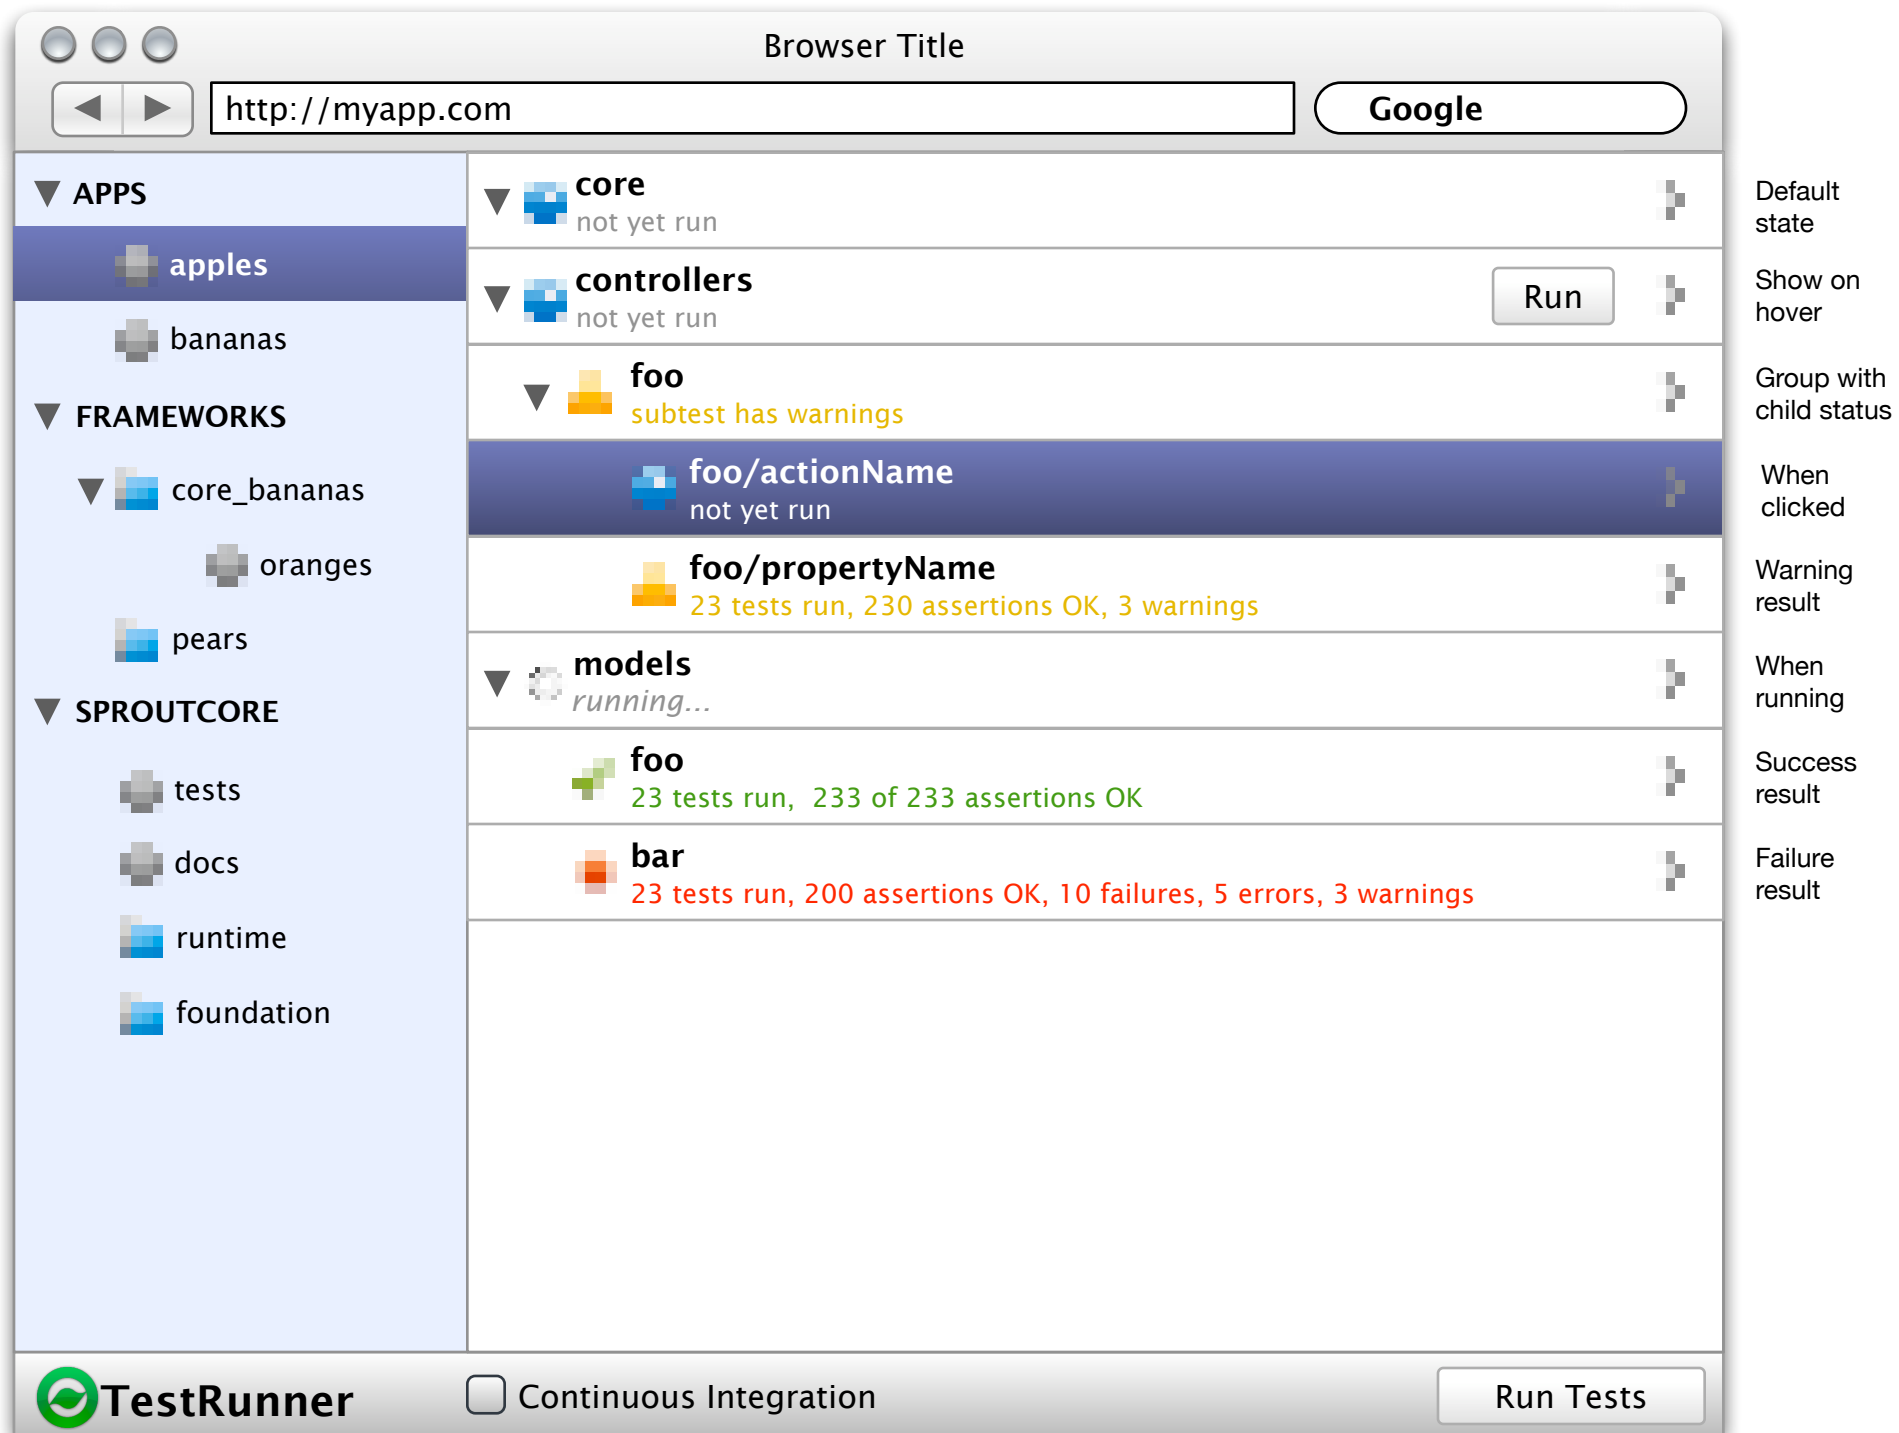 Browser Title
http://myapp.com
Google
APPS
apples
bananas
FRAMEWORKS
core_bananas
oranges
pears
SPROUTCORE
tests
docs
runtime
foundation
core
not yet run
controllers
not yet run
Run
foo
subtest has warnings
foo/actionName
not yet run
foo/propertyName
23 tests run, 230 assertions OK, 3 warnings
models
running...
foo
23 tests run,  233 of 233 assertions OK
bar
23 tests run, 200 assertions OK, 10 failures, 5 errors, 3 warnings
Default
state
Show on
hover
Group with
child status
When
clicked
Warning
result
When
running
Success
result
Failure
result
TestRunner
Continuous Integration
Run Tests